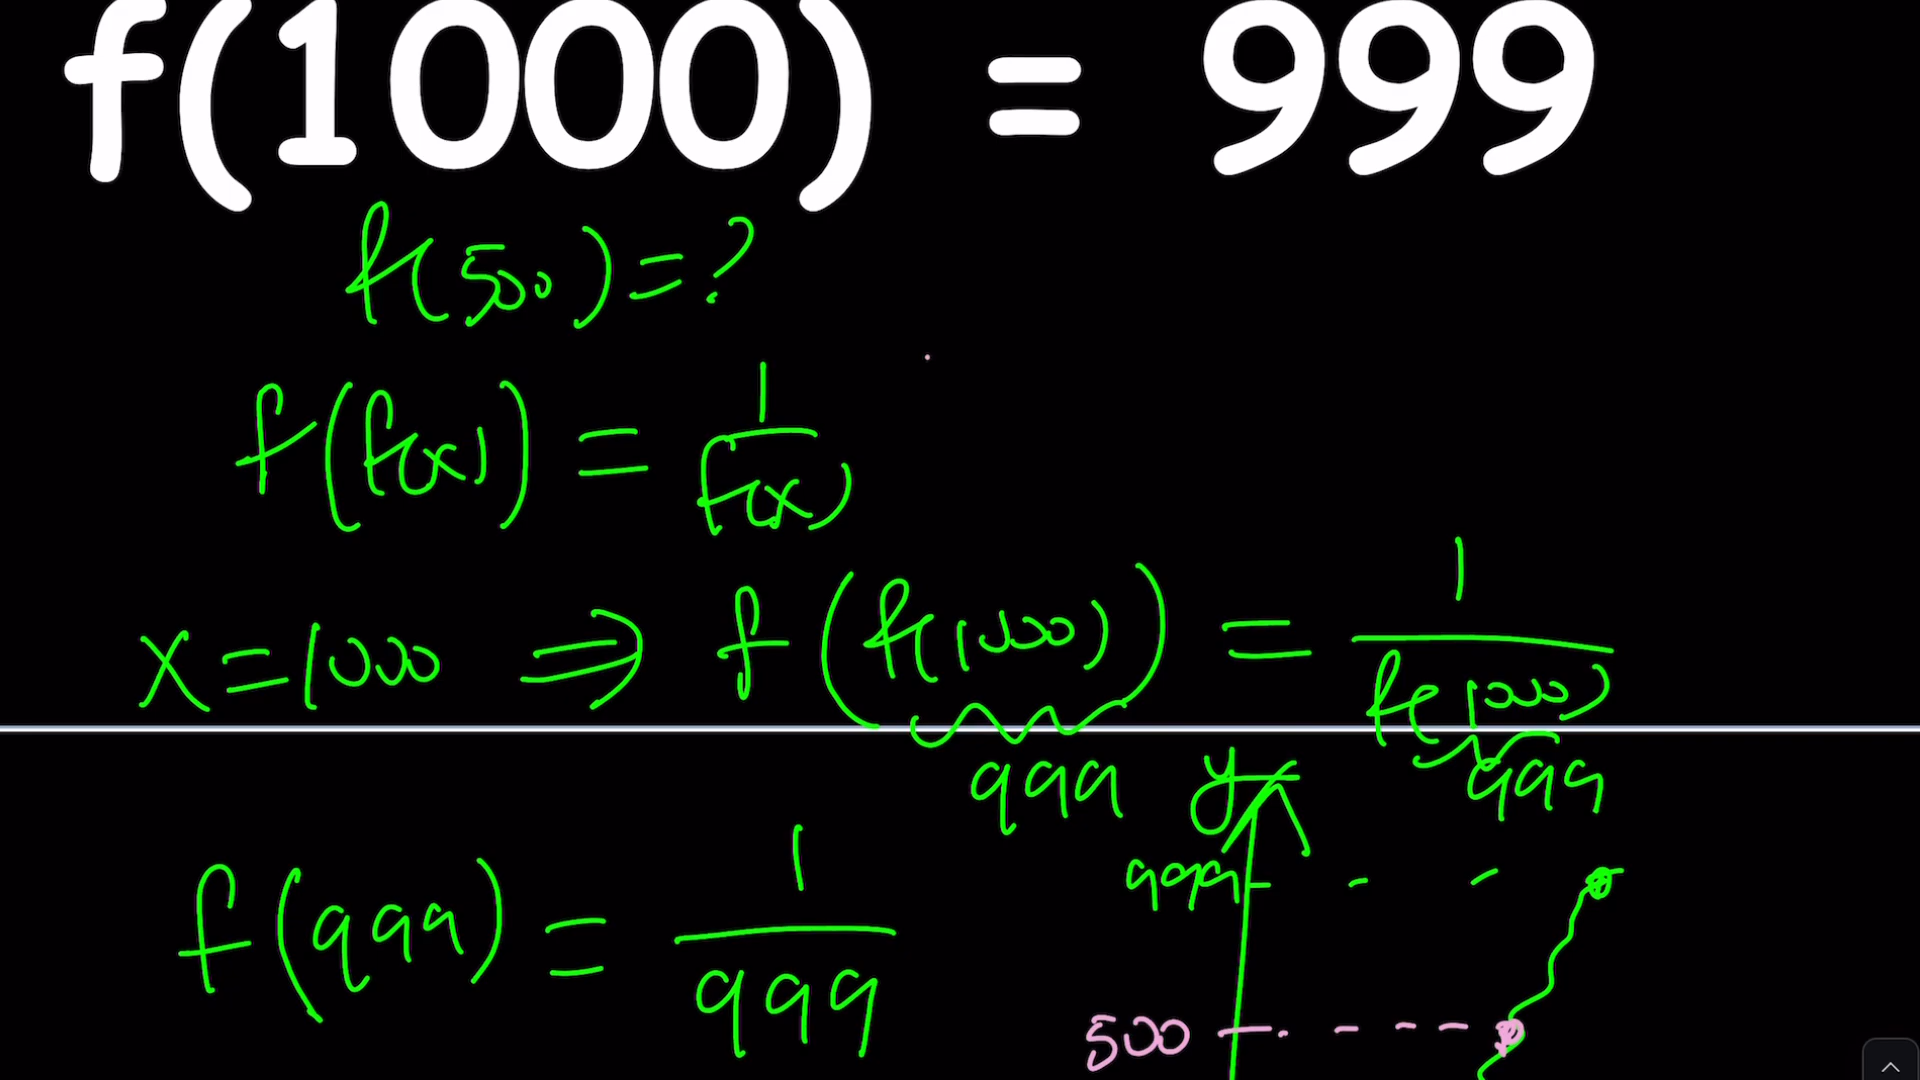 f(1000) = 999
f(500)=?
f(f(x)) = 1/f(x)
x=1000 ⇒ f(f(1000)) = 1/f(1000)
999 999
y
999
f(999) = 1/999
500